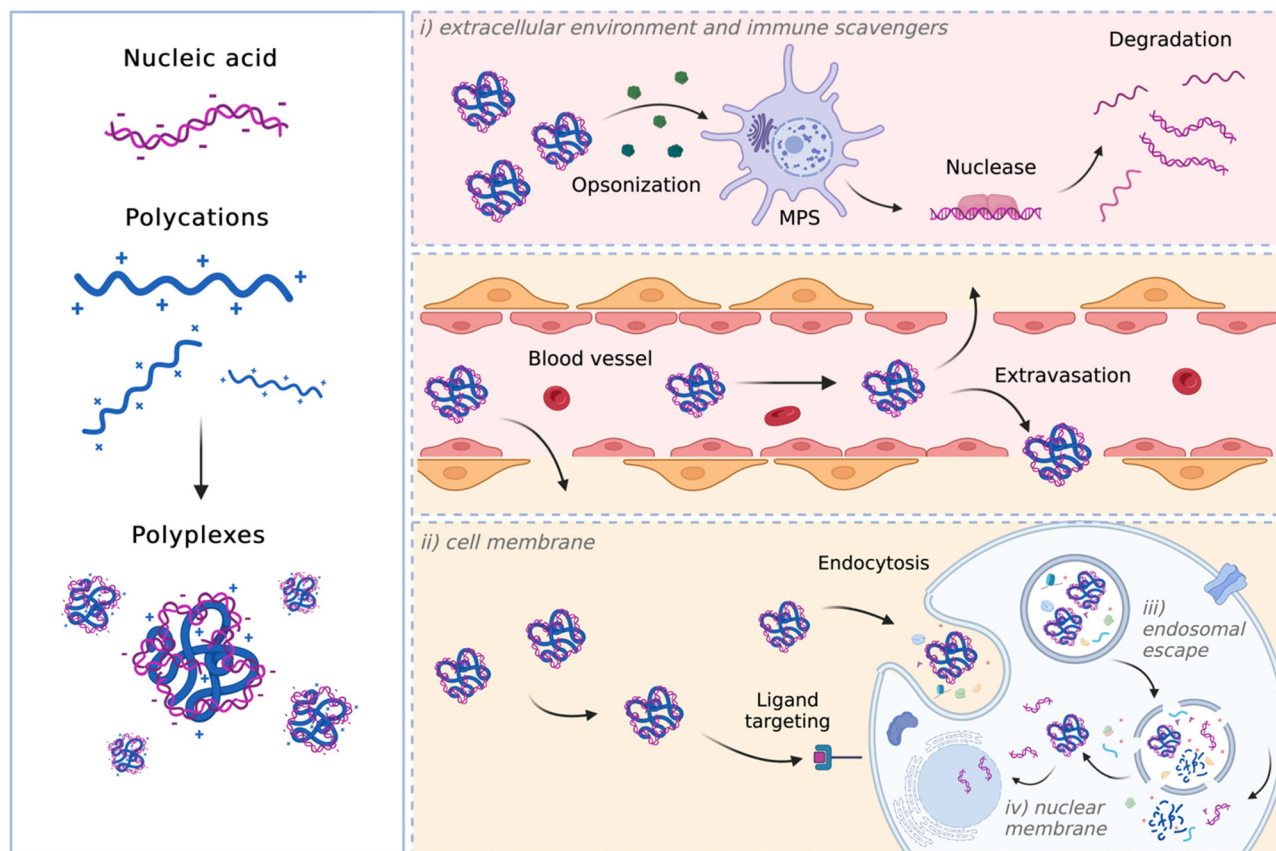 Nucleic acid
Polycations
Polyplexes
i) extracellular environment and immune scavengers
Opsonization
MPS
Nuclease
Degradation
Blood vessel
Extravasation
ii) cell membrane
Endocytosis
Ligand
targeting
iii)
endosomal
escape
iv) nuclear
membrane